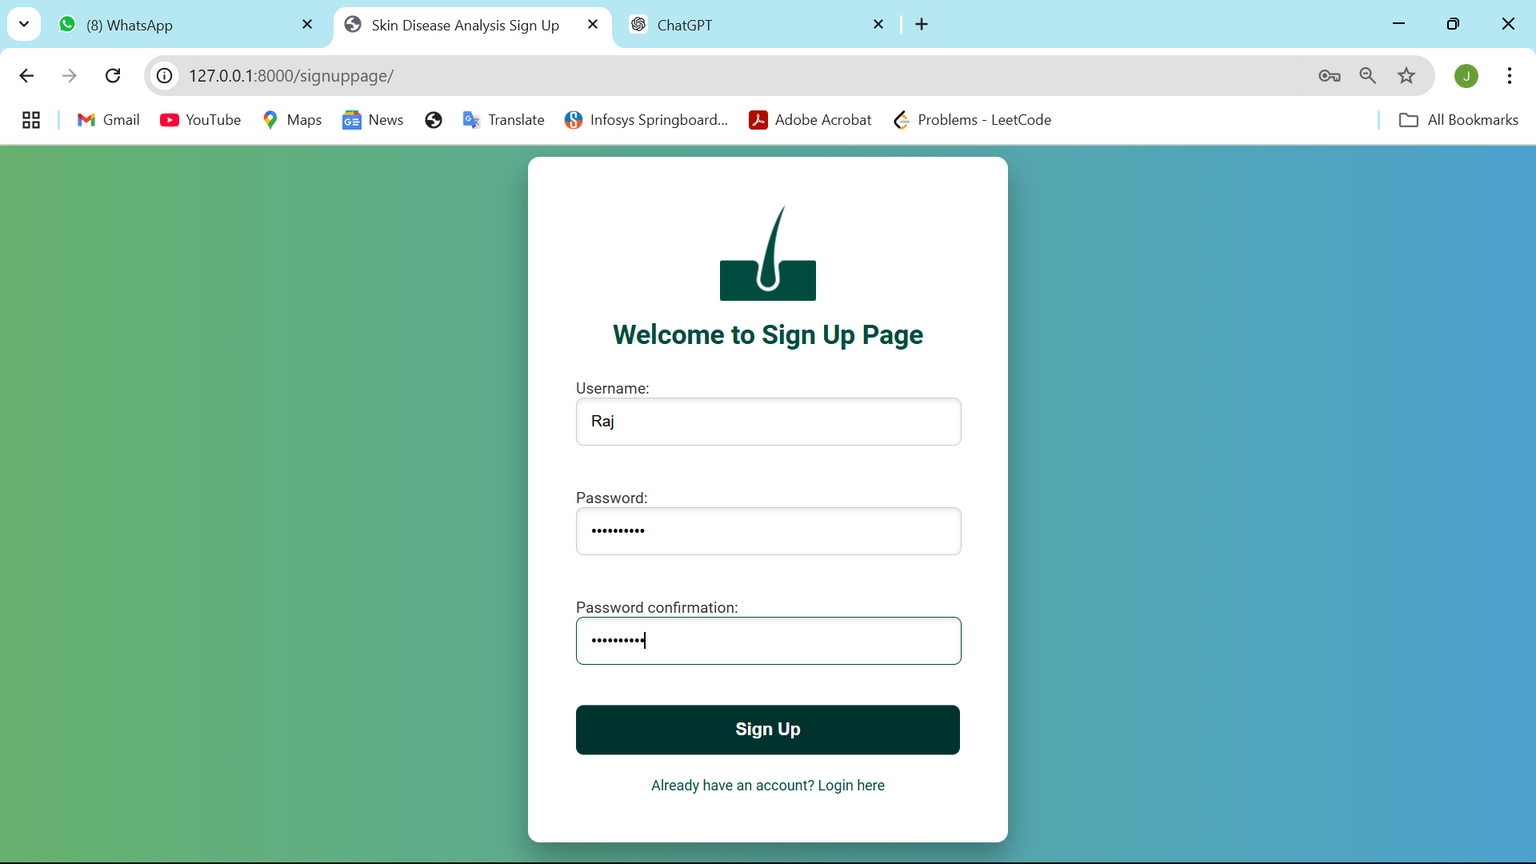 (8) WhatsApp
Skin Disease Analysis Sign Up
ChatGPT
127.0.0.1:8000/signuppage/
J
Gmail
YouTube
Maps
News
Translate
Infosys Springboard...
Adobe Acrobat
Problems - LeetCode
All Bookmarks
Welcome to Sign Up Page
Username:
Raj
Password:
••••••••••
Password confirmation:
••••••••••
Sign Up
Already have an account? Login here